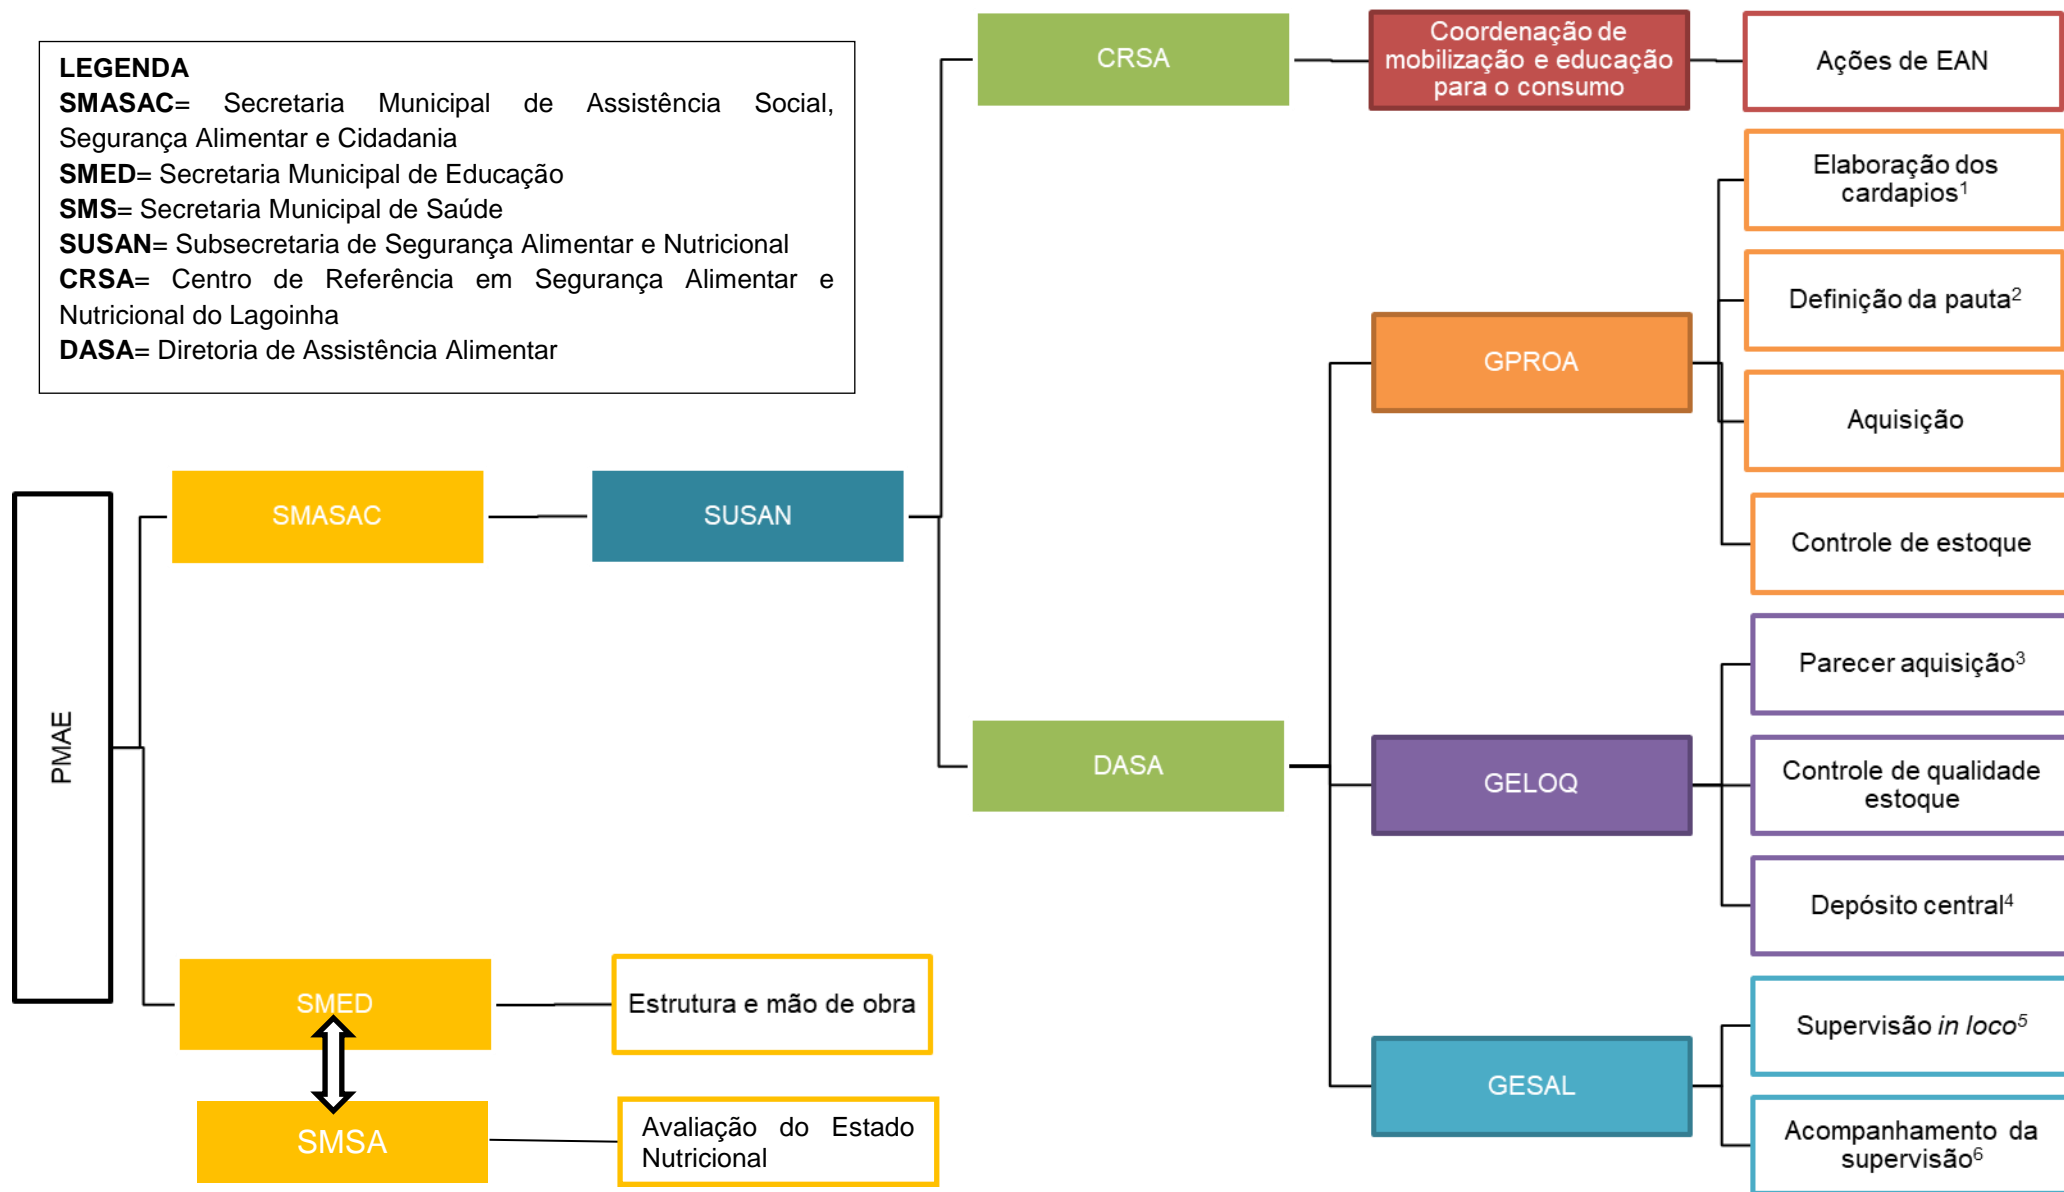 LEGENDA
SMASAC= Secretaria Municipal de Assistência Social,
Segurança Alimentar e Cidadania
SMED= Secretaria Municipal de Educação
SMS= Secretaria Municipal de Saúde
SUSAN= Subsecretaria de Segurança Alimentar e Nutricional
CRSA= Centro de Referência em Segurança Alimentar e
Nutricional do Lagoinha
DASA= Diretoria de Assistência Alimentar
PMAE
SMASAC
SUSAN
CRSA
Coordenação de
mobilização e educação
para o consumo
Ações de EAN
DASA
GPROA
Elaboração dos
cardapios¹
Definição da pauta²
Aquisição
Controle de estoque
GELOQ
Parecer aquisição³
Controle de qualidade
estoque
Depósito central⁴
GESAL
Supervisão in loco⁵
Acompanhamento da
supervisão⁶
SMED
Estrutura e mão de obra
SMSA
Avaliação do Estado
Nutricional